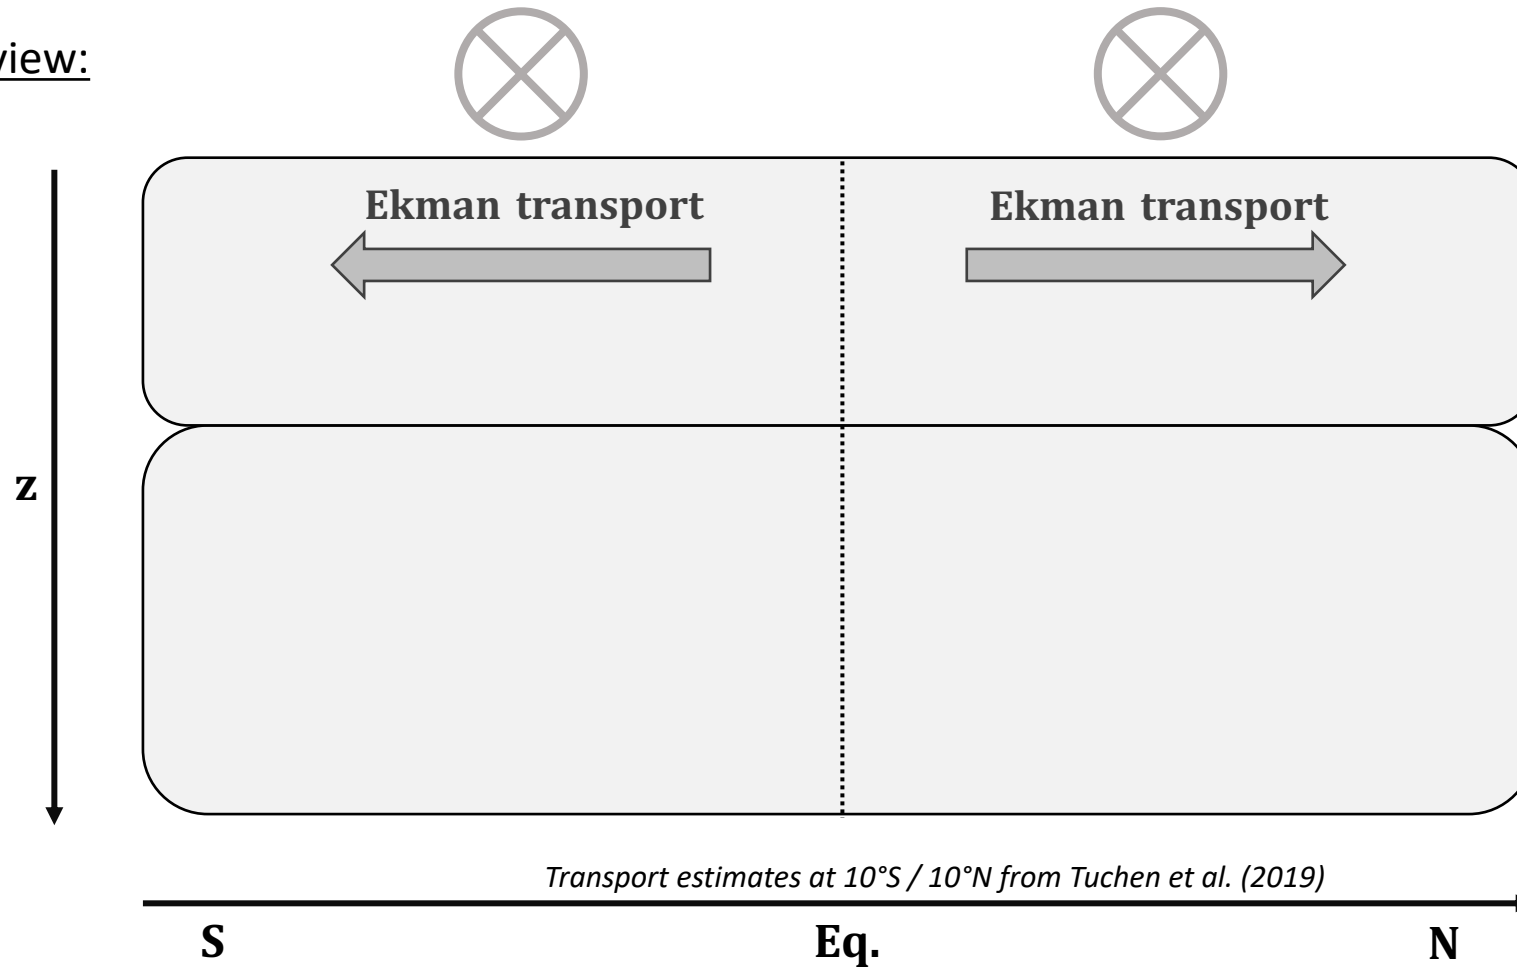 view:
Ekman transport
Ekman transport
z
Transport estimates at 10°S / 10°N from Tuchen et al. (2019)
S
Eq.
N